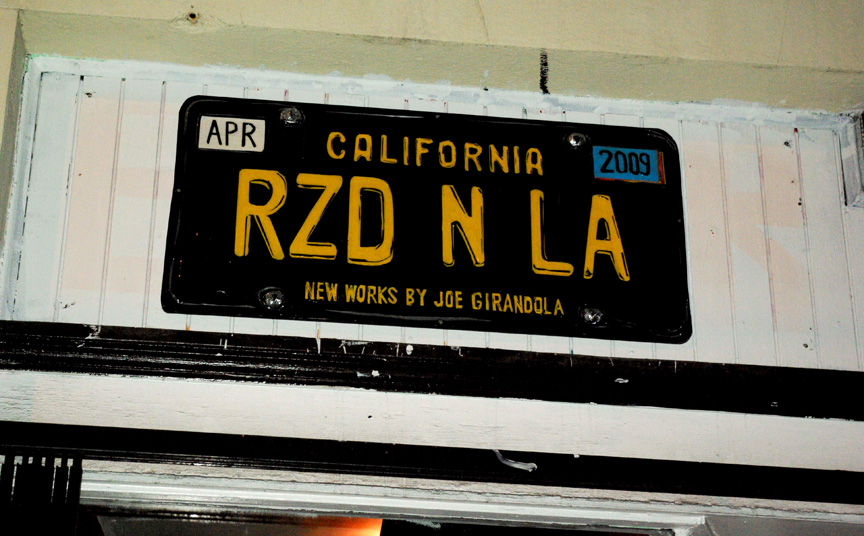 APR
CALIFORNIA
2009
RZD N LA
NEW WORKS BY JOE GIRANDOLA